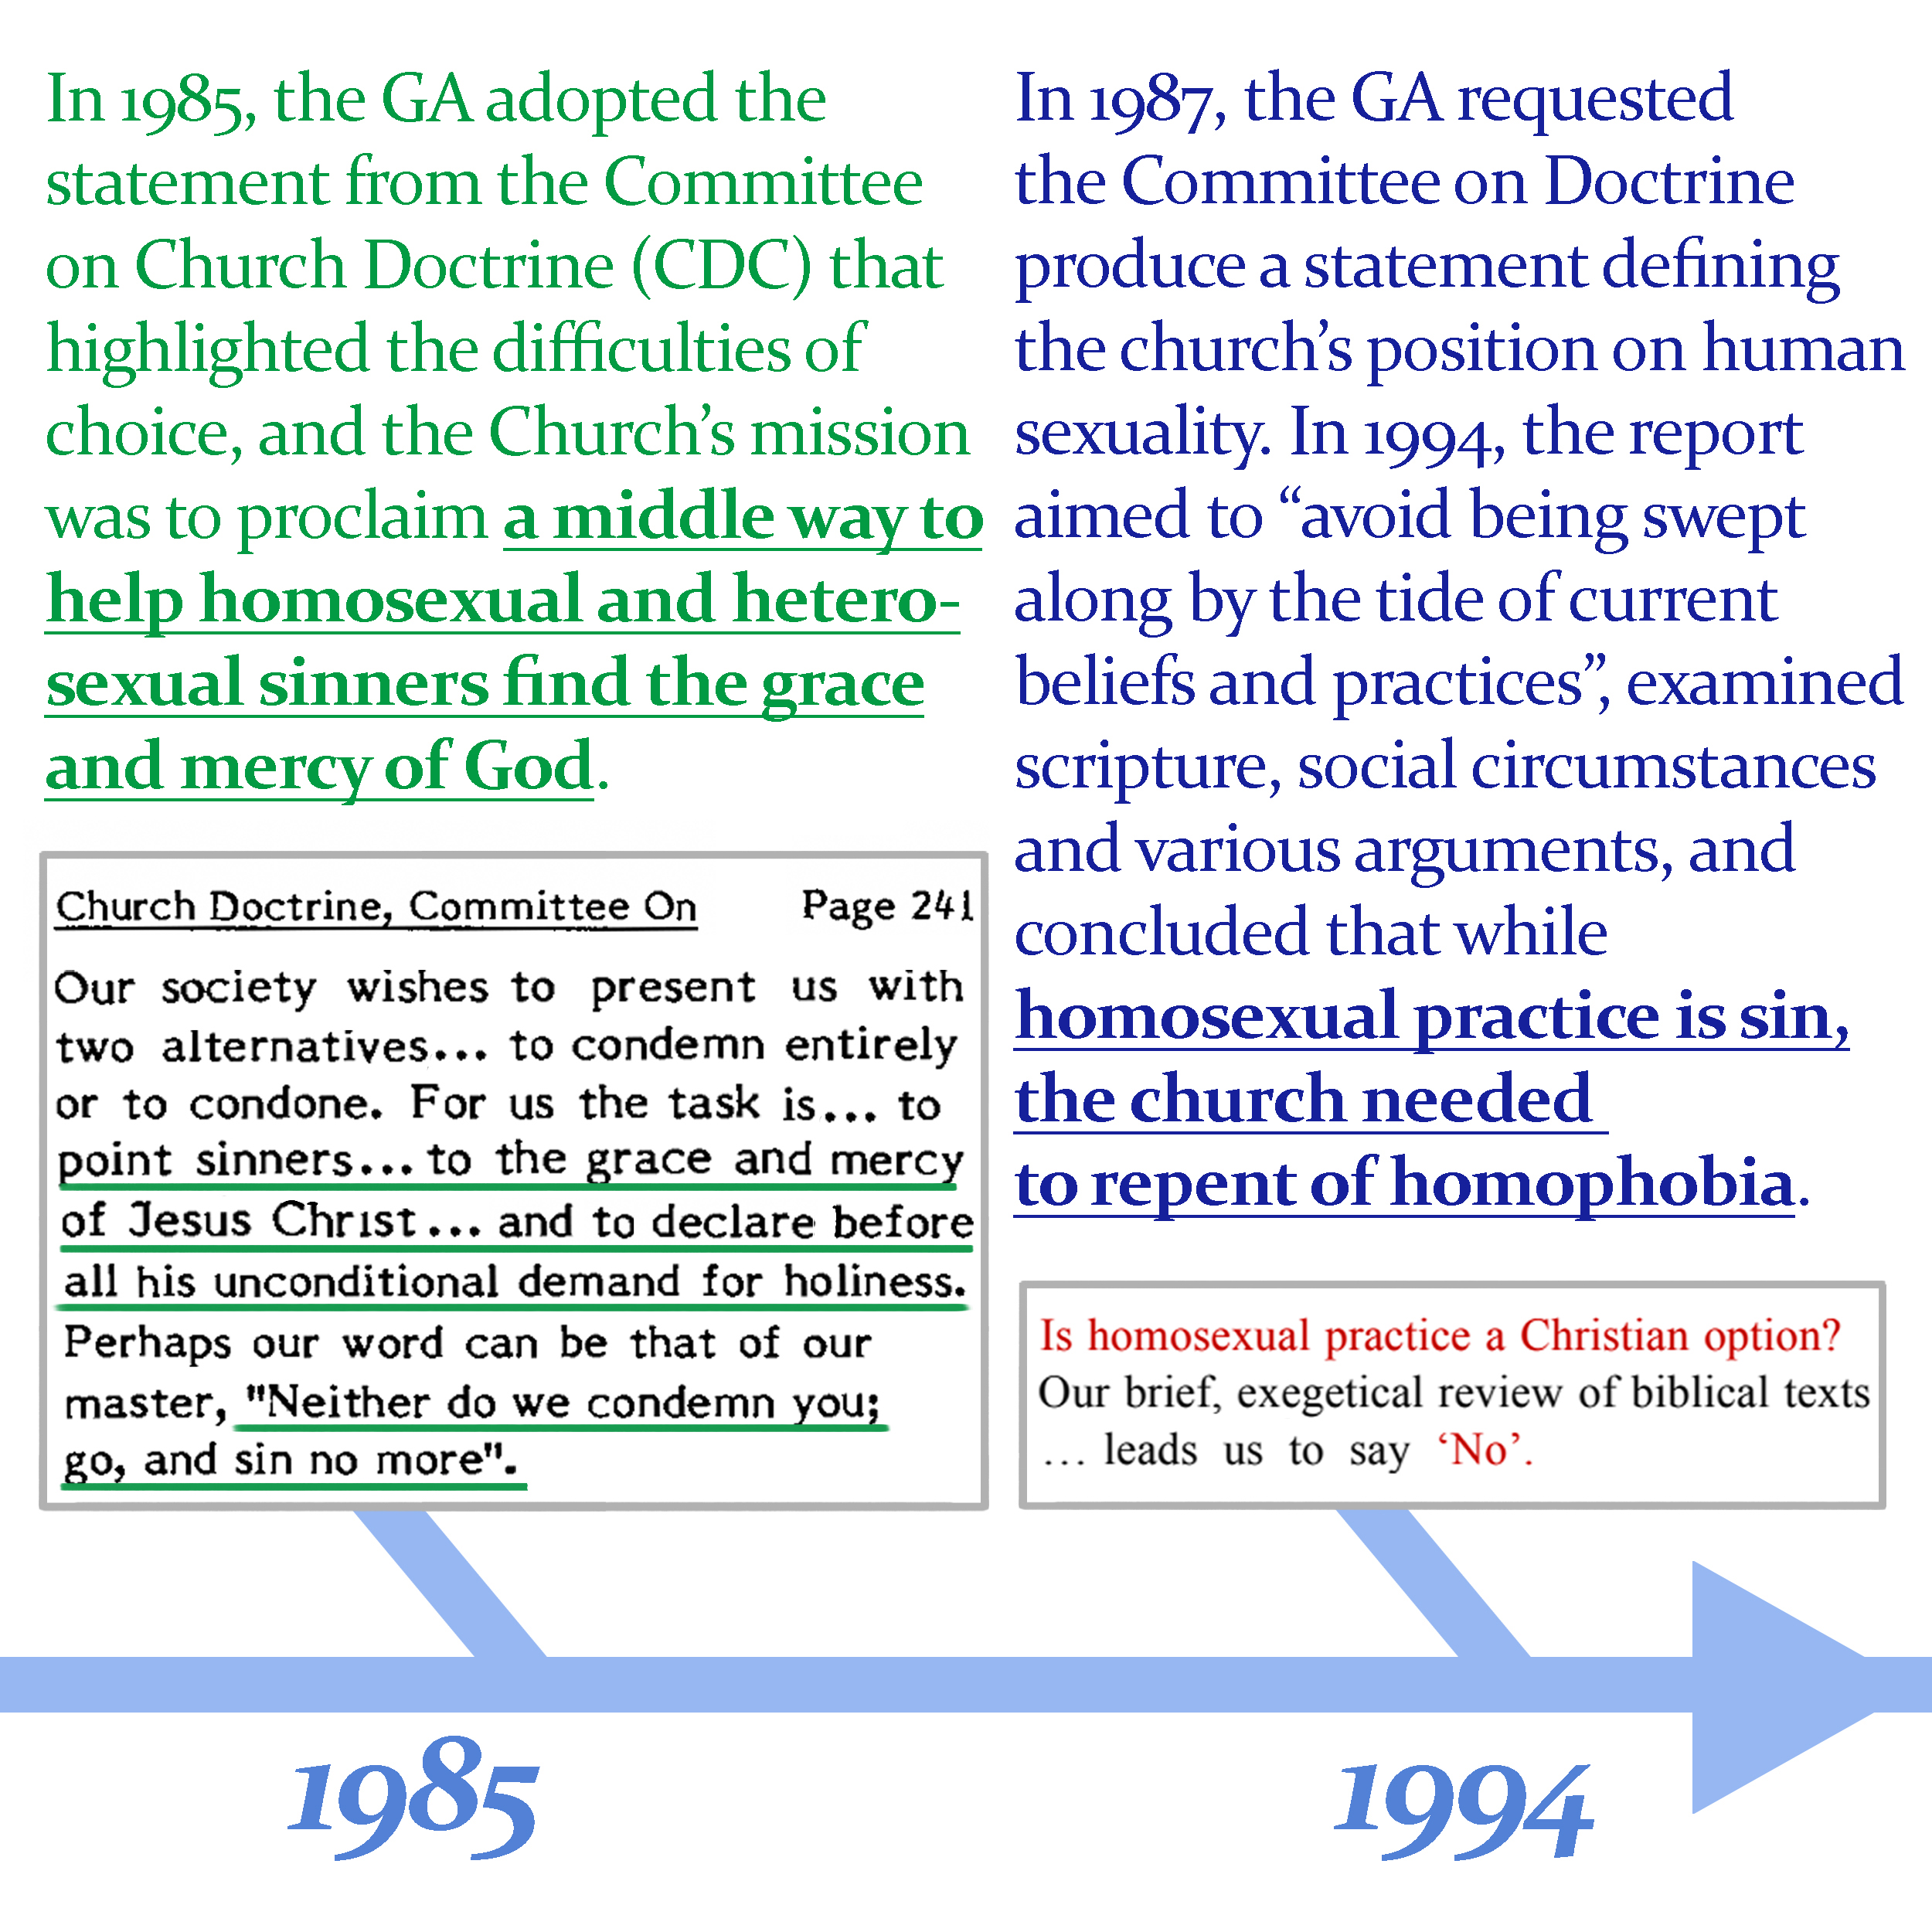 In 1985, the GA adopted the
statement from the Committee
on Church Doctrine (CDC) that
highlighted the difficulties of
choice, and the Church’s mission
was to proclaim a middle way to
help homosexual and hetero-
sexual sinners find the grace
and mercy of God.
Church Doctrine, Committee On Page 241
Our society wishes to present us with
two alternatives... to condemn entirely
or to condone. For us the task is... to
point sinners... to the grace and mercy
of Jesus Christ... and to declare before
all his unconditional demand for holiness.
Perhaps our word can be that of our
master, "Neither do we condemn you;
go, and sin no more".
In 1987, the GA requested
the Committee on Doctrine
produce a statement defining
the church’s position on human
sexuality. In 1994, the report
aimed to “avoid being swept
along by the tide of current
beliefs and practices”, examined
scripture, social circumstances
and various arguments, and
concluded that while
homosexual practice is sin,
the church needed
to repent of homophobia.
Is homosexual practice a Christian option?
Our brief, exegetical review of biblical texts
… leads us to say ‘No’.
1985
1994